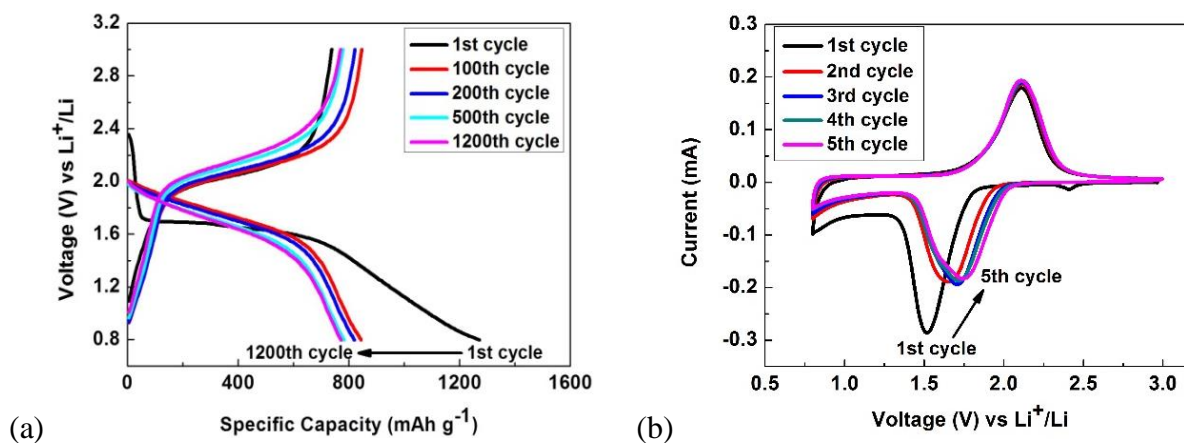 3.2
2.8
2.4
2.0
1.6
1.2
0.8
Voltage (V) vs Li⁺/Li
1st cycle
100th cycle
200th cycle
500th cycle
1200th cycle
1200th cycle
1st cycle
0
400
800
1200
1600
Specific Capacity (mAh g⁻¹)
(a)
0.3
0.2
0.1
0.0
-0.1
-0.2
-0.3
Current (mA)
1st cycle
2nd cycle
3rd cycle
4th cycle
5th cycle
5th cycle
1st cycle
0.5
1.0
1.5
2.0
2.5
3.0
Voltage (V) vs Li⁺/Li
(b)